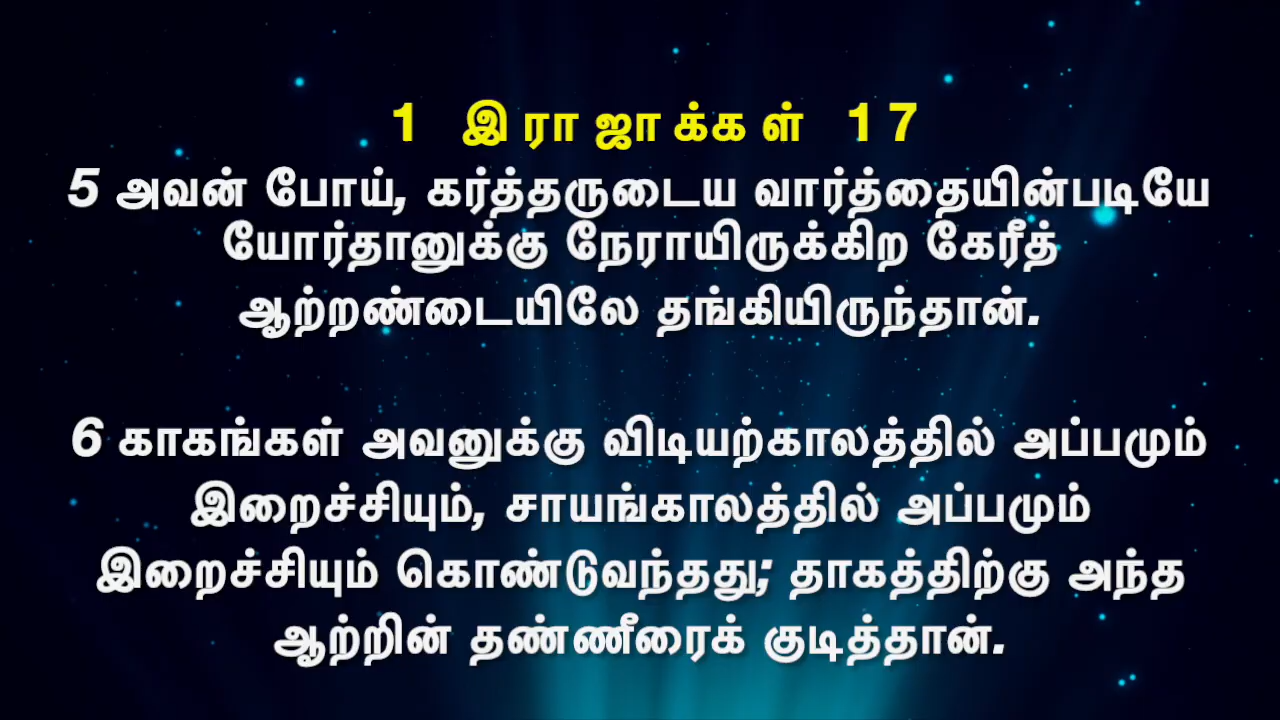 1 இராஜாக்கள் 17
5 அவன் போய், கர்த்தருடைய வார்த்தையின்படியே
யோர்தானுக்கு நேராயிருக்கிற கேரீத்
ஆற்றண்டையிலே தங்கியிருந்தான்.
6 காகங்கள் அவனுக்கு விடியற்காலத்தில் அப்பமும்
இறைச்சியும், சாயங்காலத்தில் அப்பமும்
இறைச்சியும் கொண்டுவந்தது; தாகத்திற்கு அந்த
ஆற்றின் தண்ணீரைக் குடித்தான்.